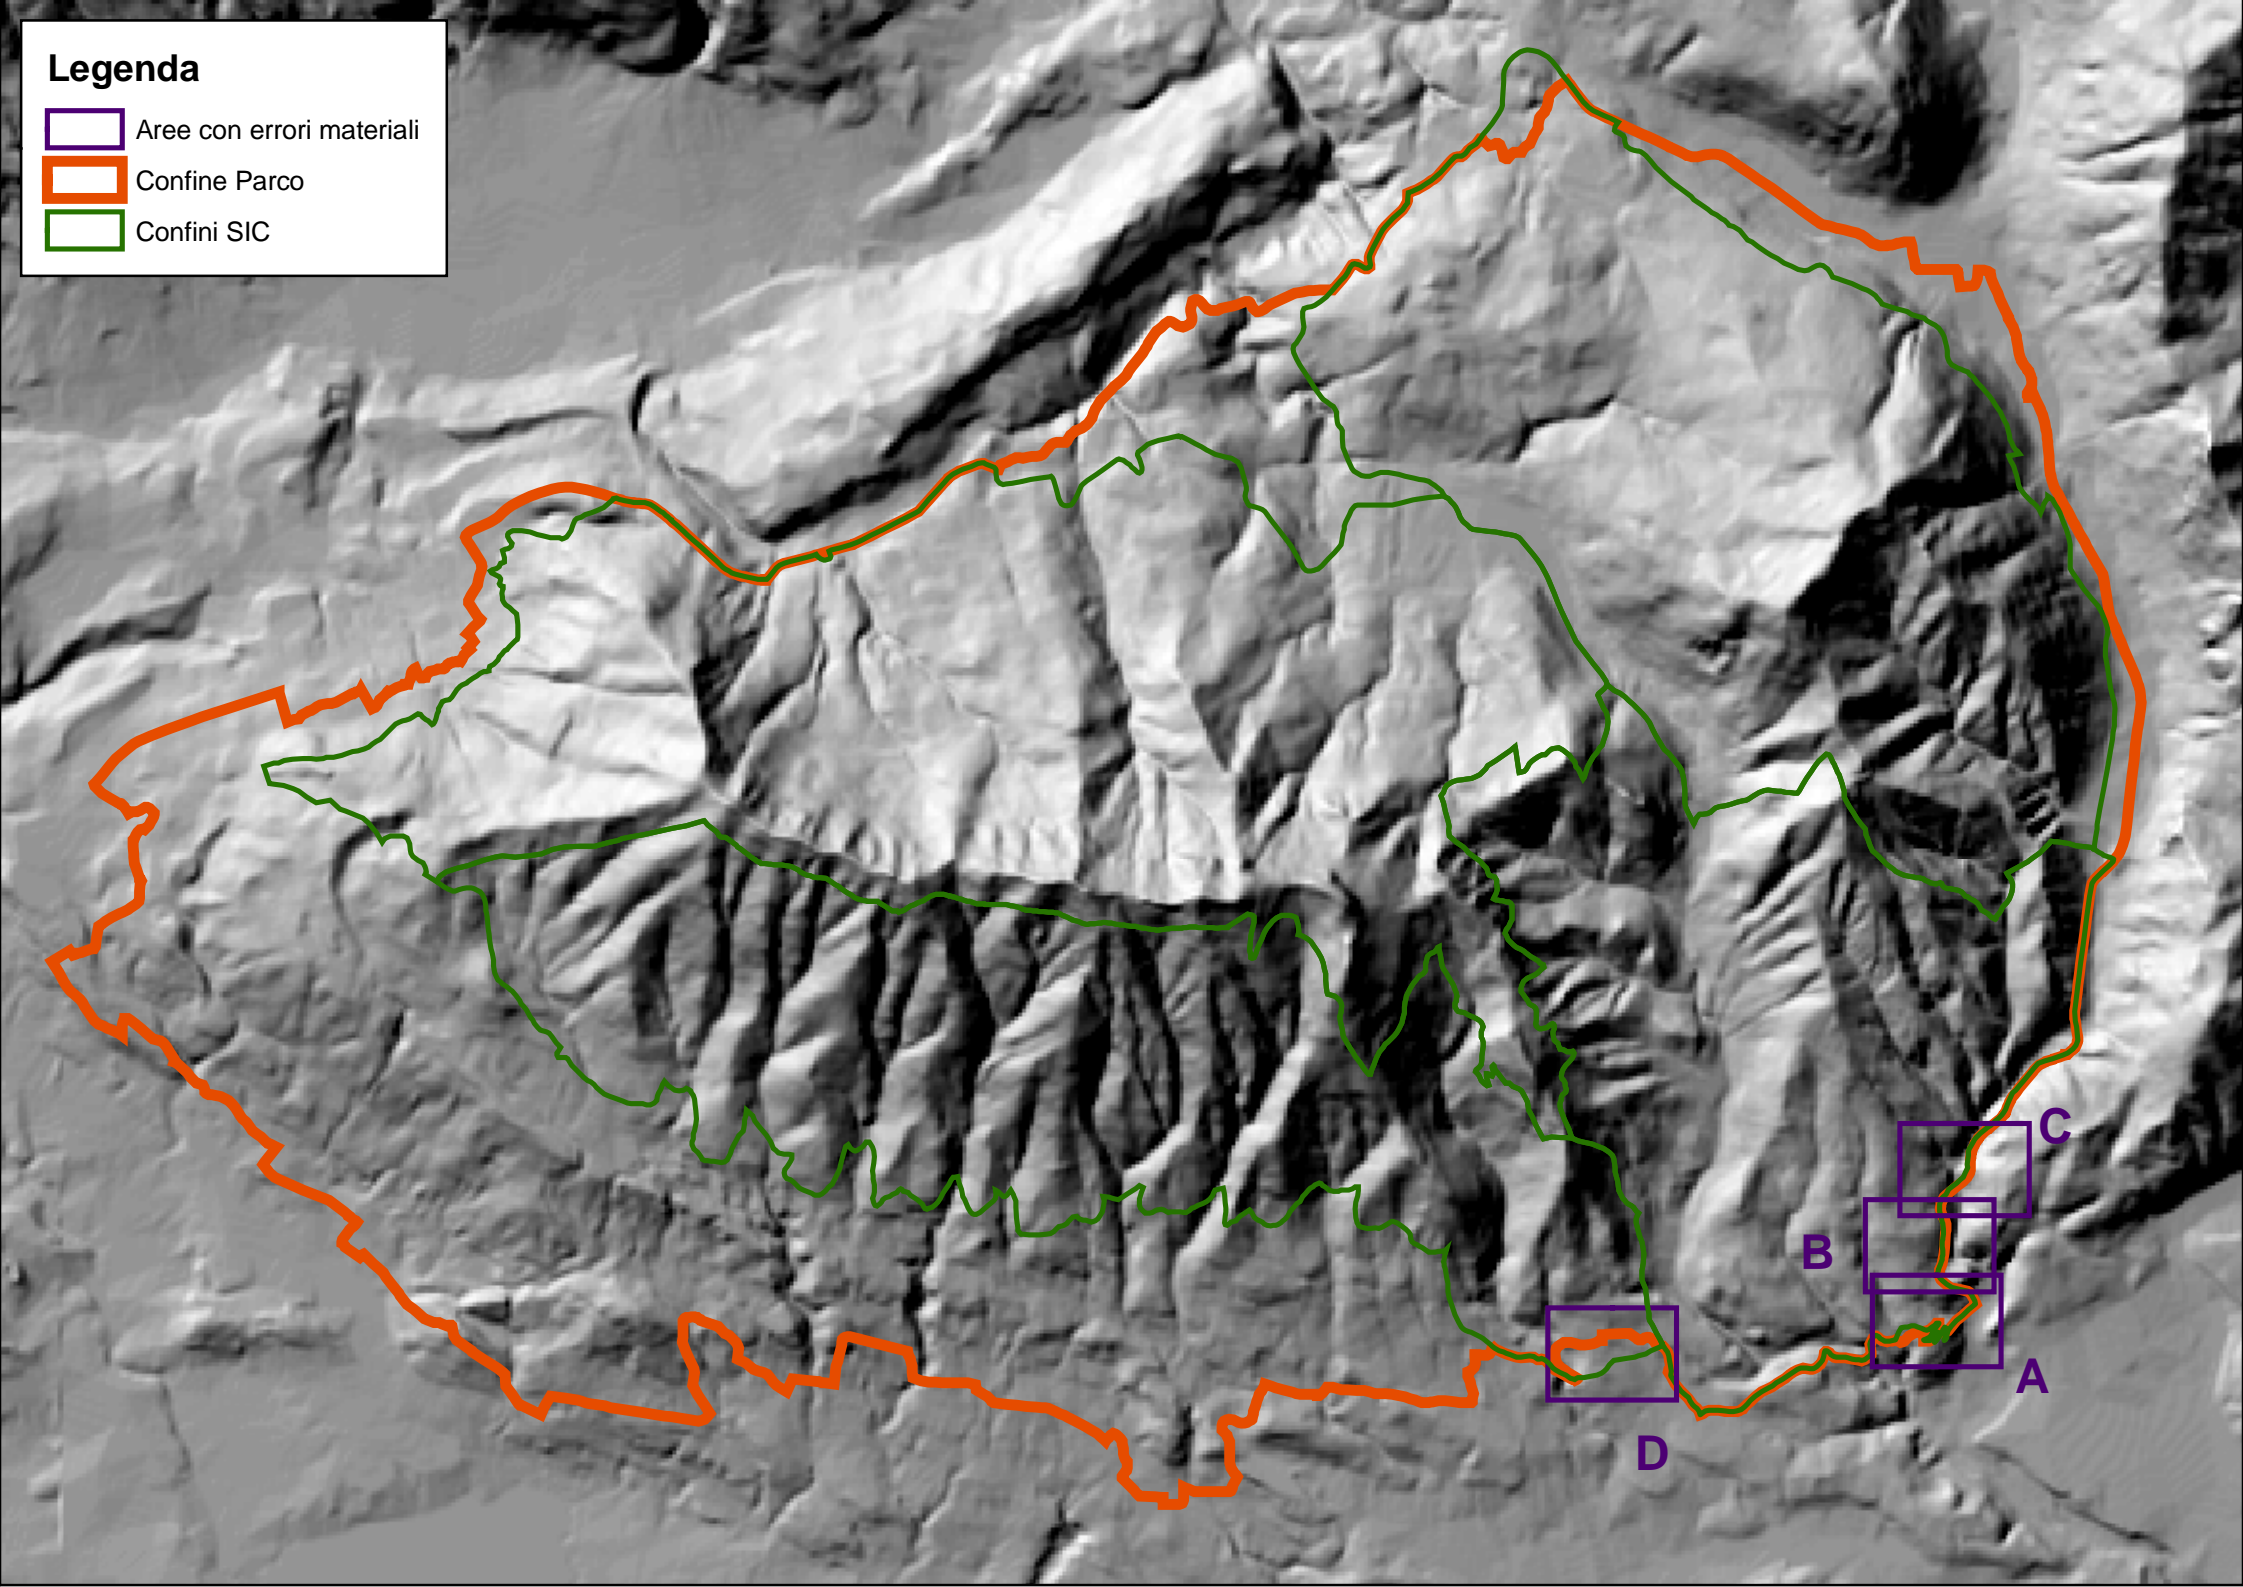 Legenda
Aree con errori materiali
Confine Parco
Confini SIC
C
B
A
D